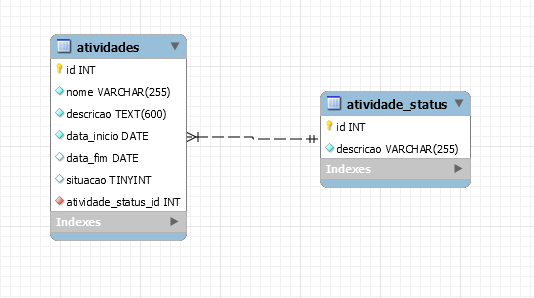 atividades
id INT
nome VARCHAR(255)
descricao TEXT(600)
data_inicio DATE
data_fim DATE
situacao TINYINT
atividade_status_id INT
Indexes
atividade_status
id INT
descricao VARCHAR(255)
Indexes